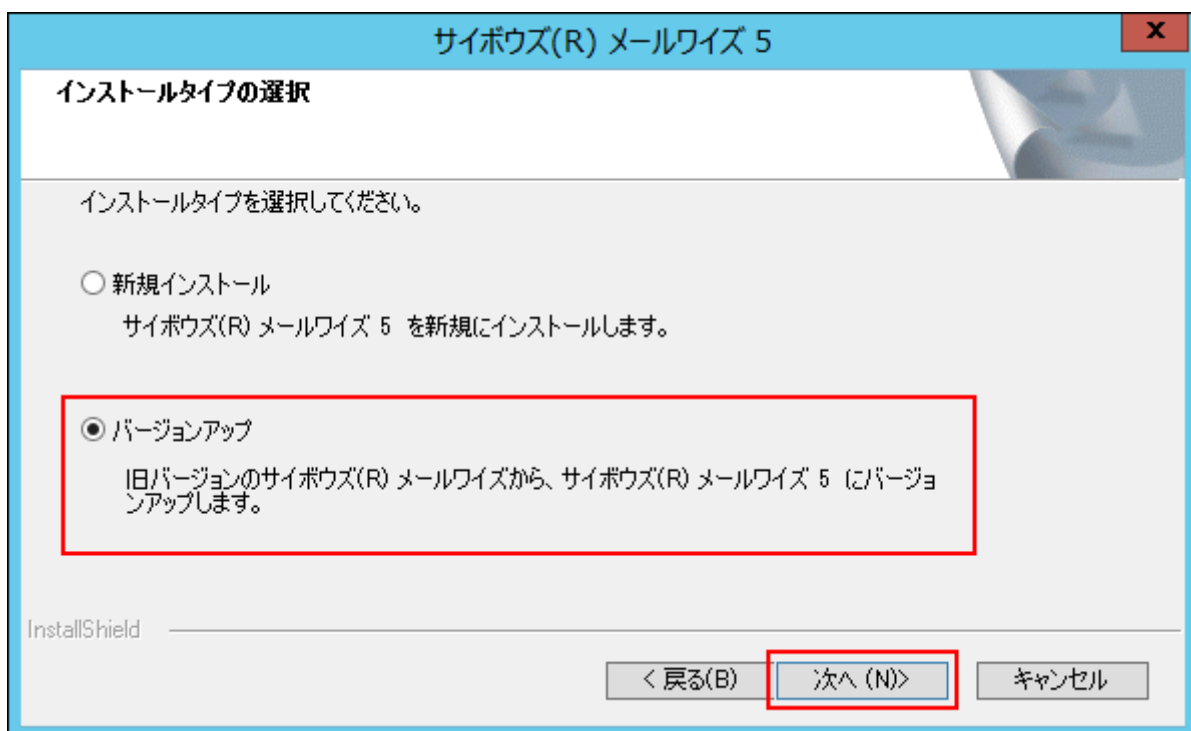 サイボウズ(R) メールワイズ 5
x
インストールタイプの選択
インストールタイプを選択してください。
新規インストール
サイボウズ(R) メールワイズ 5 を新規にインストールします。
バージョンアップ
旧バージョンのサイボウズ(R) メールワイズから、サイボウズ(R) メールワイズ 5 にバージョ
ンアップします。
InstallShield
< 戻る(B)
次へ (N)>
キャンセル